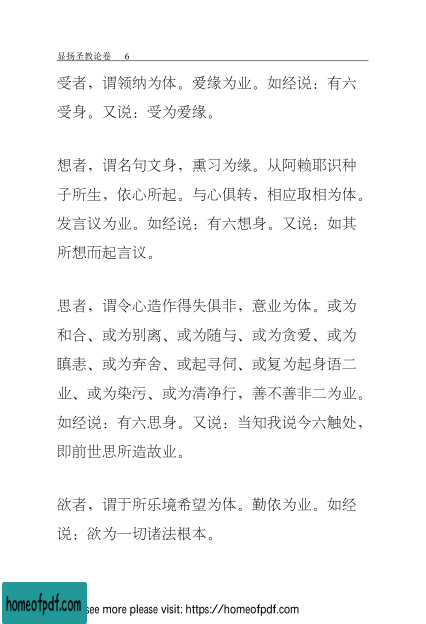 显扬圣教论卷 6
受者，谓领纳为体。爱缘为业。如经说：有六
受身。又说：受为爱缘。
想者，谓名句文身，熏习为缘。从阿赖耶识种
子所生，依心所起。与心俱转，相应取相为体。
发言议为业。如经说：有六想身。又说：如其
所想而起言议。
思者，谓令心造作得失俱非，意业为体。或为
和合、或为别离、或为随与、或为贪爱、或为
瞋恚、或为弃舍、或起寻伺、或复为起身语二
业、或为染污、或为清净行，善不善非二为业。
如经说：有六思身。又说：当知我说今六触处，
即前世思所造故业。
欲者，谓于所乐境希望为体。勤依为业。如经
说：欲为一切诸法根本。
homeofpdf.com
see more please visit: https://homeofpdf.com